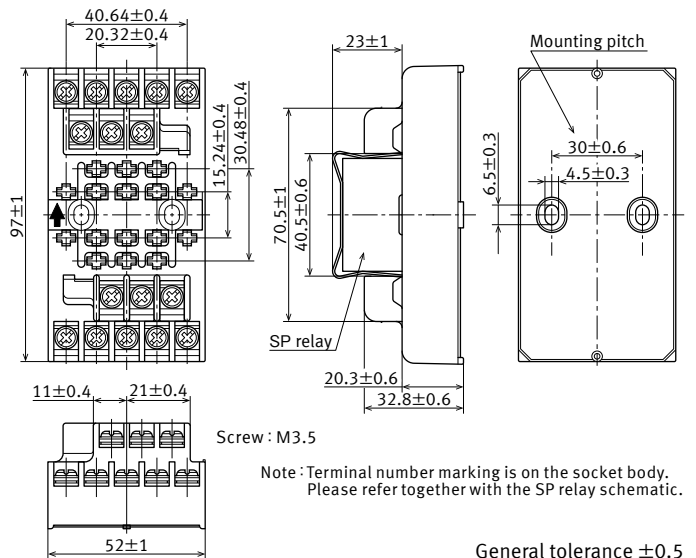 40.64±0.4
20.32±0.4
23±1
Mounting pitch
97±1
15.24±0.4
30.48±0.4
70.5±1
40.5±0.6
6.5±0.3
30±0.6
4.5±0.3
SP relay
20.3±0.6
32.8±0.6
11±0.4
21±0.4
Screw : M3.5
Note : Terminal number marking is on the socket body.
Please refer together with the SP relay schematic.
52±1
General tolerance ±0.5